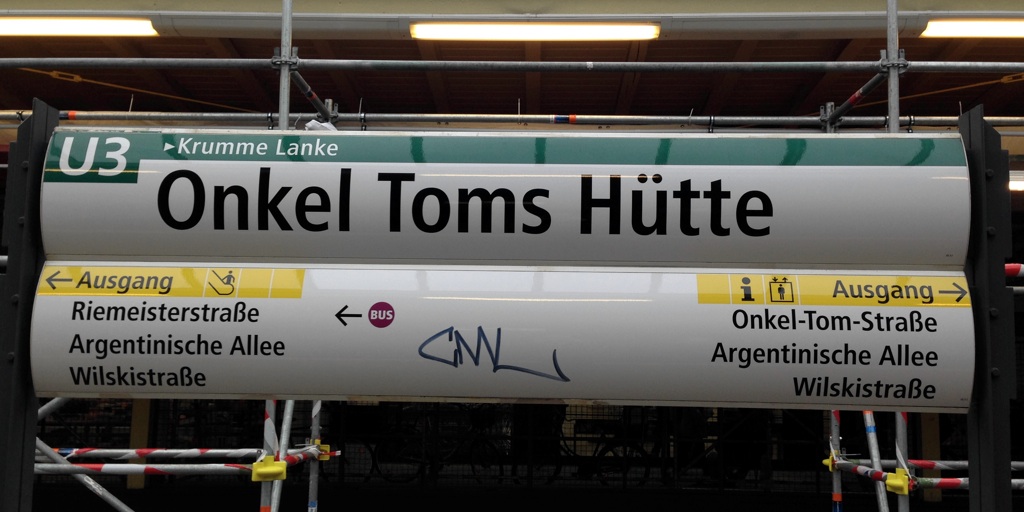 U3 ▸Krumme Lanke
Onkel Toms Hütte
← Ausgang
Riemeisterstraße
Argentinische Allee
Wilskistraße
← BUS
i Ausgang →
Onkel-Tom-Straße
Argentinische Allee
Wilskistraße